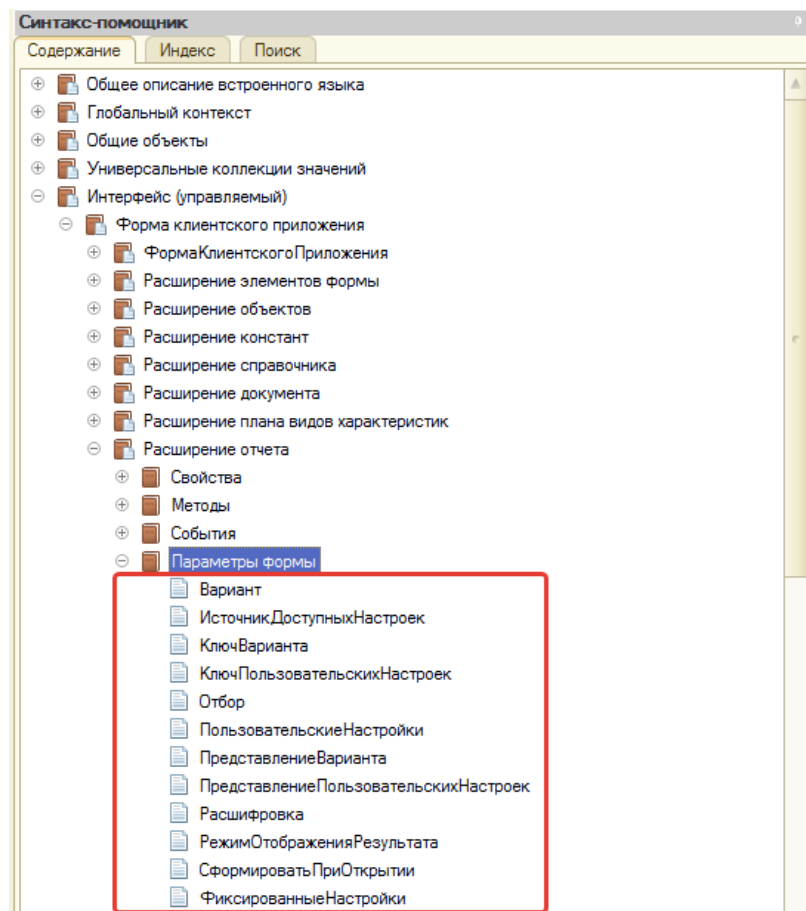 Синтакс-помощник
Содержание Индекс Поиск
Общее описание встроенного языка
Глобальный контекст
Общие объекты
Универсальные коллекции значений
Интерфейс (управляемый)
Форма клиентского приложения
ФормаКлиентскогоПриложения
Расширение элементов формы
Расширение объектов
Расширение констант
Расширение справочника
Расширение документа
Расширение плана видов характеристик
Расширение отчета
Свойства
Методы
События
Параметры формы
Вариант
ИсточникДоступныхНастроек
КлючВарианта
КлючПользовательскихНастроек
Отбор
ПользовательскиеНастройки
ПредставлениеВарианта
ПредставлениеПользовательскихНастроек
Расшифровка
РежимОтображенияРезультата
СформироватьПриОткрытии
ФиксированныеНастройки